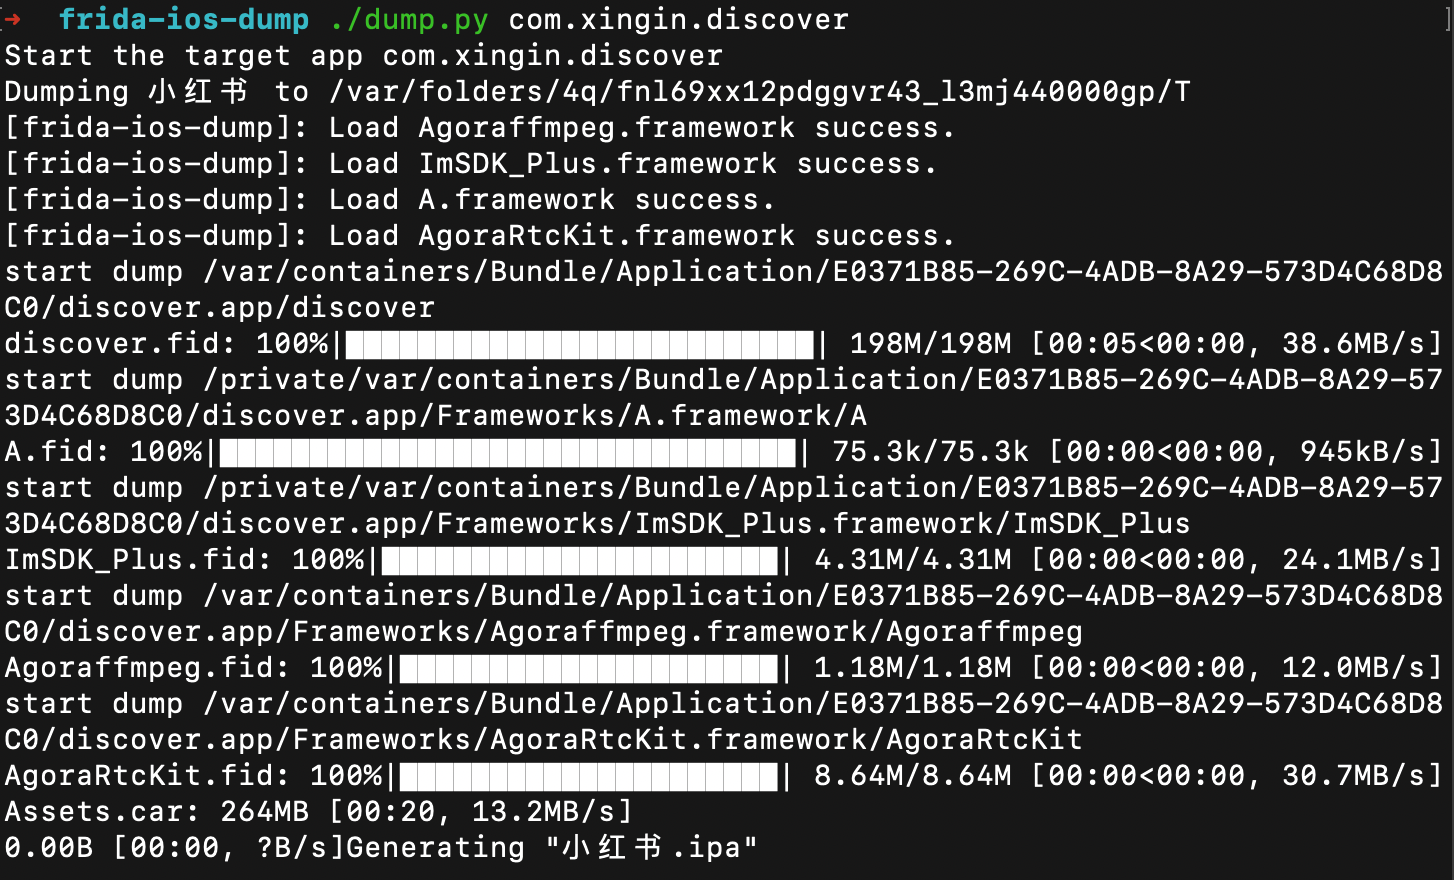 ➜ frida-ios-dump ./dump.py com.xingin.discover
Start the target app com.xingin.discover
Dumping 小红书 to /var/folders/4q/fnl69xx12pdggvr43_l3mj440000gp/T
[frida-ios-dump]: Load Agoraffmpeg.framework success.
[frida-ios-dump]: Load ImSDK_Plus.framework success.
[frida-ios-dump]: Load A.framework success.
[frida-ios-dump]: Load AgoraRtcKit.framework success.
start dump /var/containers/Bundle/Application/E0371B85-269C-4ADB-8A29-573D4C68D8
C0/discover.app/discover
discover.fid: 100%|██████████████████████████| 198M/198M [00:05<00:00, 38.6MB/s]
start dump /private/var/containers/Bundle/Application/E0371B85-269C-4ADB-8A29-57
3D4C68D8C0/discover.app/Frameworks/A.framework/A
A.fid: 100%|████████████████████████████████| 75.3k/75.3k [00:00<00:00, 945kB/s]
start dump /private/var/containers/Bundle/Application/E0371B85-269C-4ADB-8A29-57
3D4C68D8C0/discover.app/Frameworks/ImSDK_Plus.framework/ImSDK_Plus
ImSDK_Plus.fid: 100%|██████████████████████| 4.31M/4.31M [00:00<00:00, 24.1MB/s]
start dump /var/containers/Bundle/Application/E0371B85-269C-4ADB-8A29-573D4C68D8
C0/discover.app/Frameworks/Agoraffmpeg.framework/Agoraffmpeg
Agoraffmpeg.fid: 100%|█████████████████████| 1.18M/1.18M [00:00<00:00, 12.0MB/s]
start dump /var/containers/Bundle/Application/E0371B85-269C-4ADB-8A29-573D4C68D8
C0/discover.app/Frameworks/AgoraRtcKit.framework/AgoraRtcKit
AgoraRtcKit.fid: 100%|█████████████████████| 8.64M/8.64M [00:00<00:00, 30.7MB/s]
Assets.car: 264MB [00:20, 13.2MB/s]
0.00B [00:00, ?B/s]Generating "小红书.ipa"